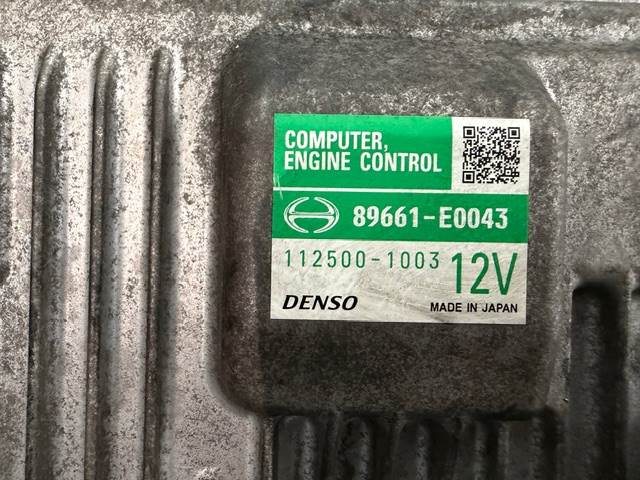 COMPUTER,
ENGINE CONTROL
89661-E0043
112500-1003 12V
DENSO MADE IN JAPAN